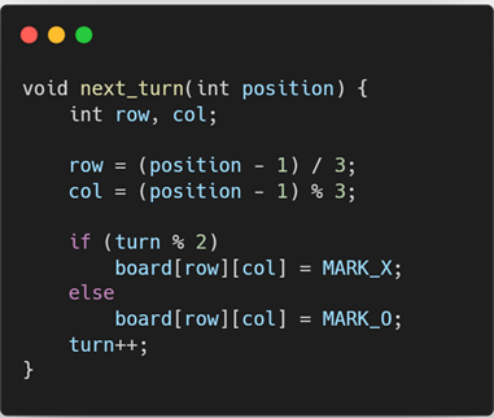 void next_turn(int position) {
    int row, col;

    row = (position - 1) / 3;
    col = (position - 1) % 3;

    if (turn % 2)
        board[row][col] = MARK_X;
    else
        board[row][col] = MARK_O;
    turn++;
}